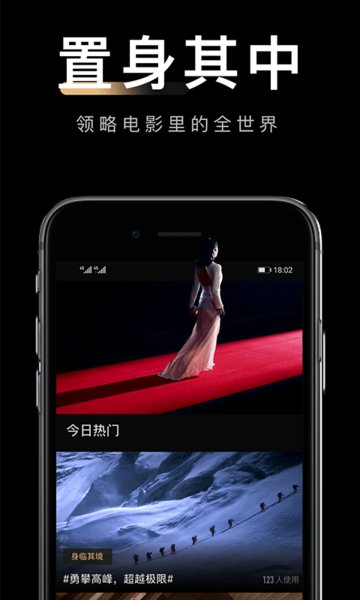 置身其中
领略电影里的全世界
18:02
今日热门
身临其境
#勇攀高峰，超越极限#
123人使用